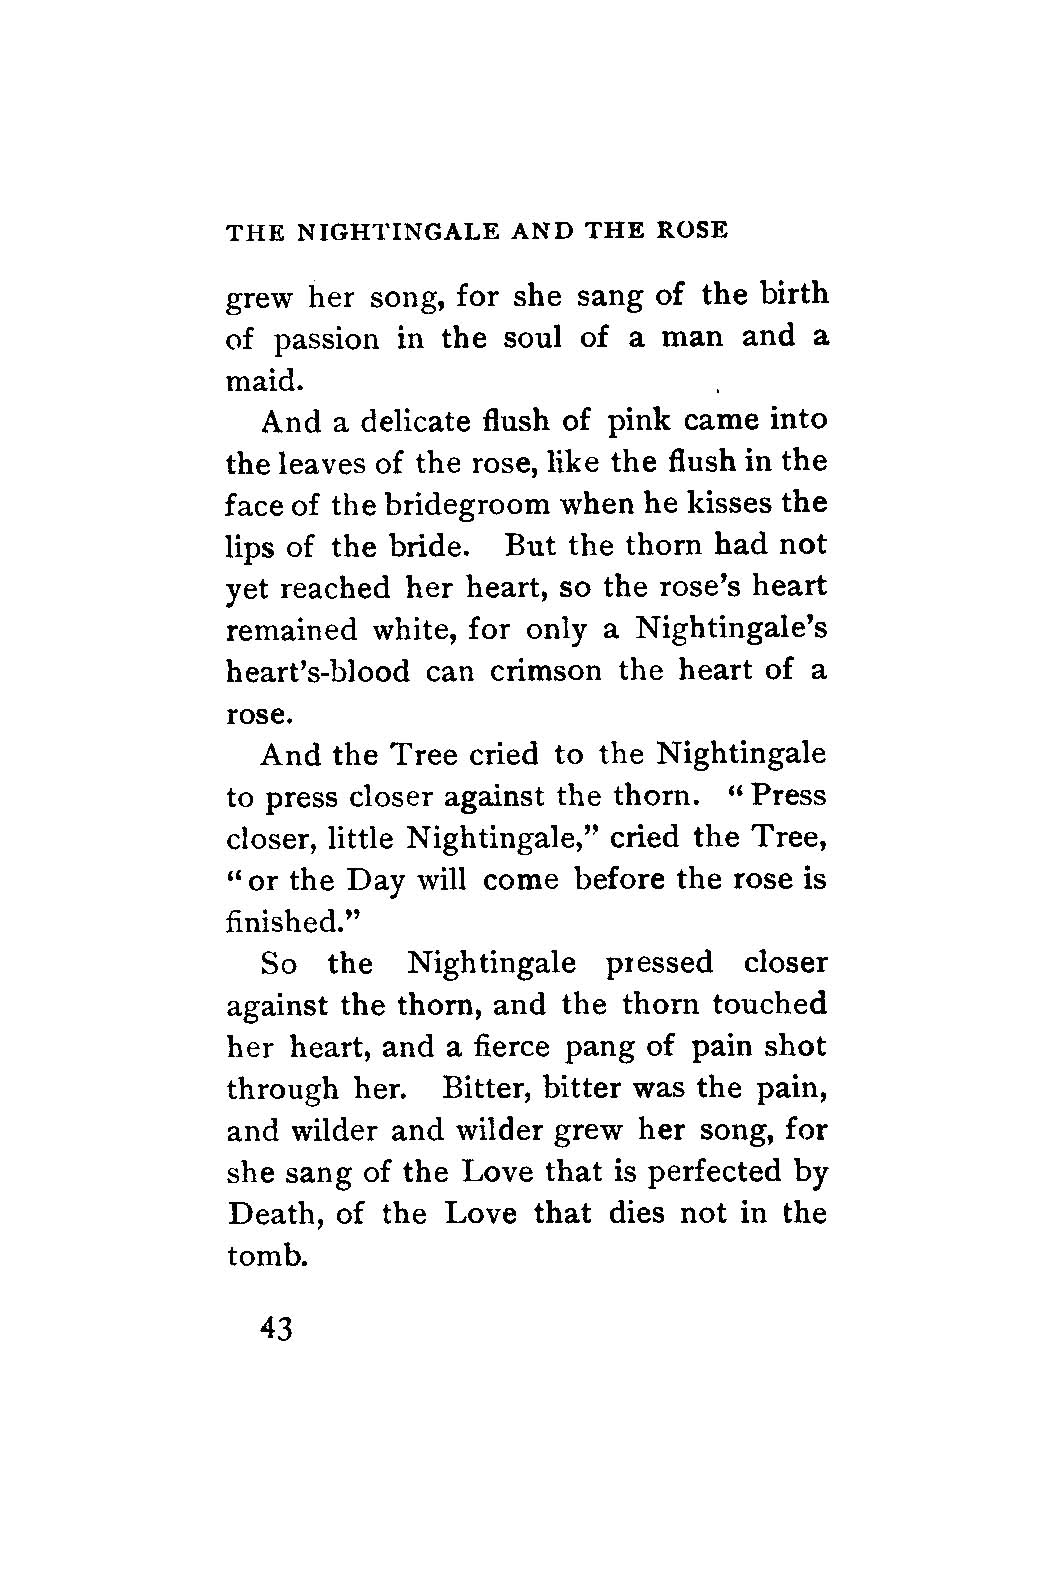 THE NIGHTINGALE AND THE ROSE
grew her song, for she sang of the birth
of passion in the soul of a man and a
maid.
And a delicate flush of pink came into
the leaves of the rose, like the flush in the
face of the bridegroom when he kisses the
lips of the bride. But the thorn had not
yet reached her heart, so the rose's heart
remained white, for only a Nightingale's
heart's-blood can crimson the heart of a
rose.
And the Tree cried to the Nightingale
to press closer against the thorn. “ Press
closer, little Nightingale,” cried the Tree,
“ or the Day will come before the rose is
finished.”
So the Nightingale pressed closer
against the thorn, and the thorn touched
her heart, and a fierce pang of pain shot
through her. Bitter, bitter was the pain,
and wilder and wilder grew her song, for
she sang of the Love that is perfected by
Death, of the Love that dies not in the
tomb.
43